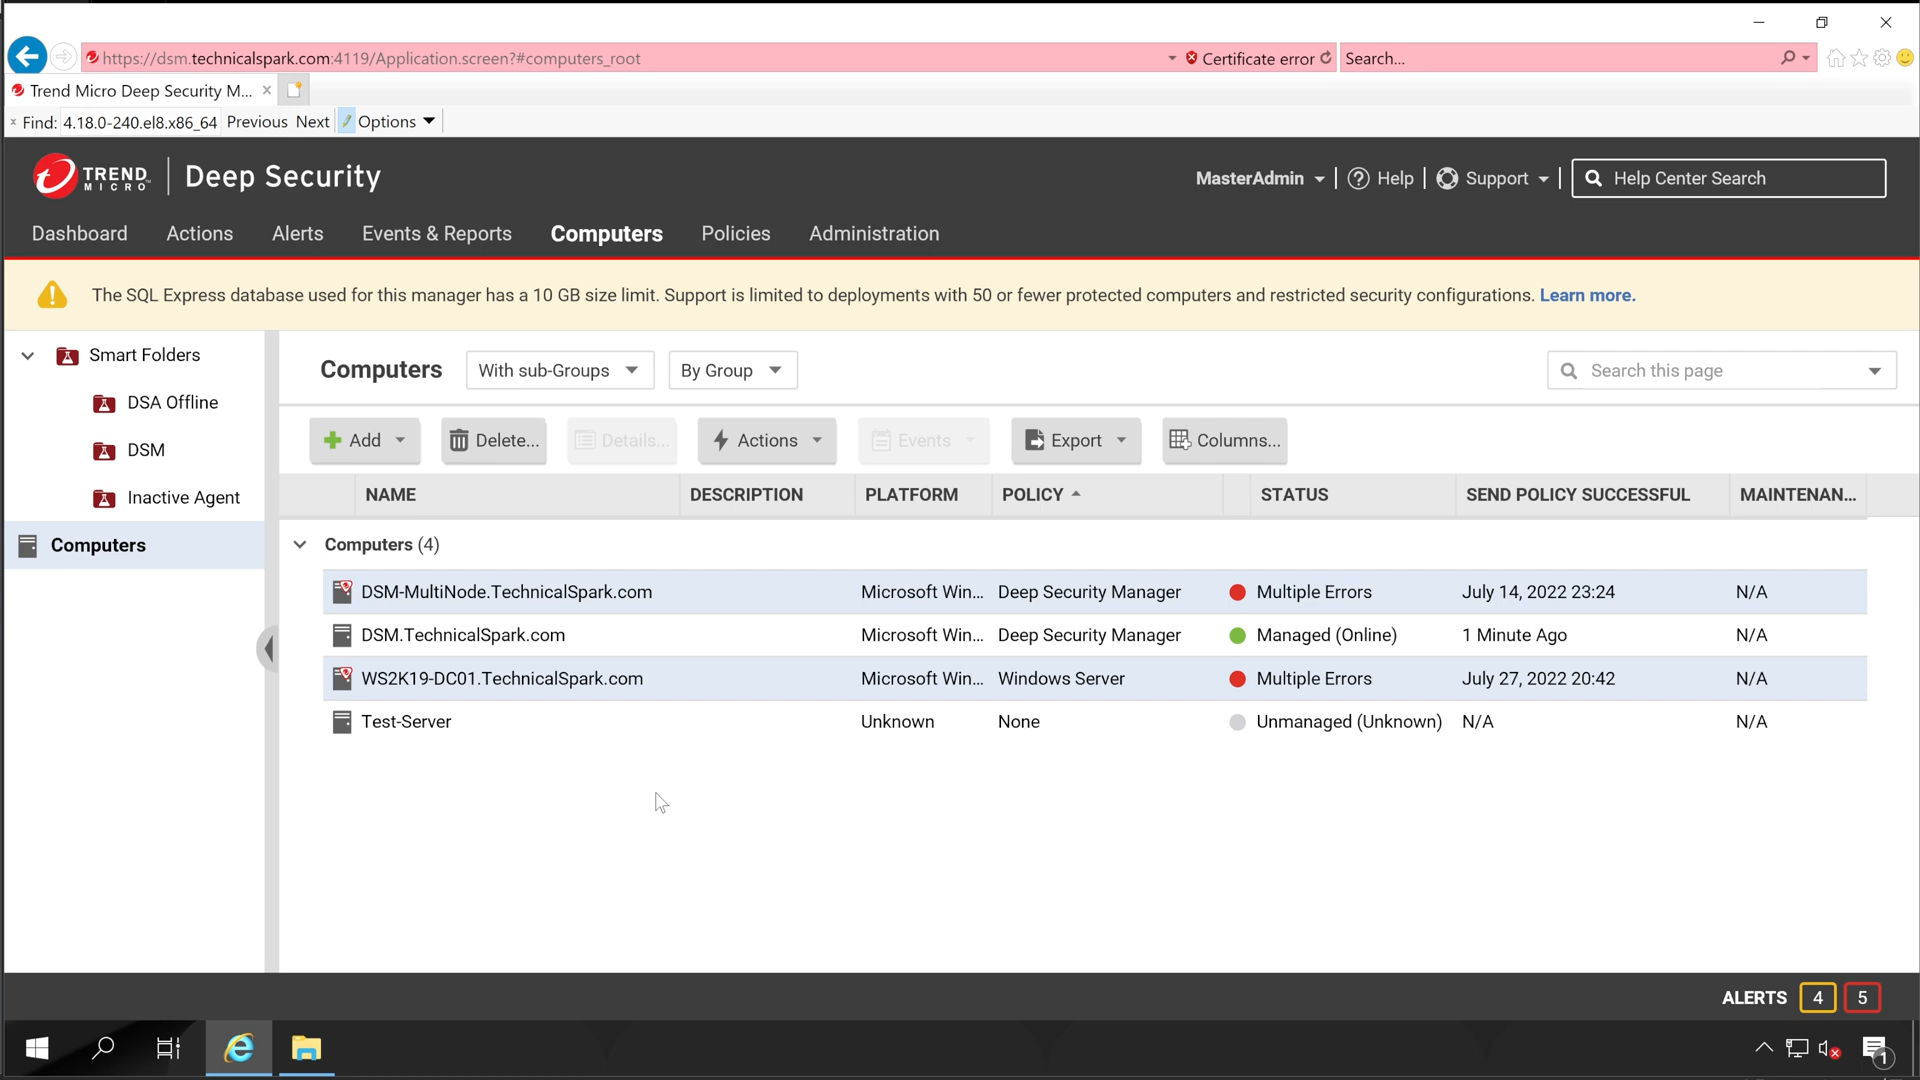 https://dsm.technicalspark.com:4119/Application.screen?#computers_root
Certificate error
Search...
Trend Micro Deep Security M...
Find: 4.18.0-240.el8.x86_64 Previous Next Options
TREND MICRO Deep Security
MasterAdmin Help Support Help Center Search
Dashboard Actions Alerts Events & Reports Computers Policies Administration
The SQL Express database used for this manager has a 10 GB size limit. Support is limited to deployments with 50 or fewer protected computers and restricted security configurations. Learn more.
Smart Folders
DSA Offline
DSM
Inactive Agent
Computers
Computers With sub-Groups By Group Search this page
Add Delete... Details... Actions Events Export Columns...
NAME DESCRIPTION PLATFORM POLICY STATUS SEND POLICY SUCCESSFUL MAINTENAN...
Computers (4)
DSM-MultiNode.TechnicalSpark.com Microsoft Win... Deep Security Manager Multiple Errors July 14, 2022 23:24 N/A
DSM.TechnicalSpark.com Microsoft Win... Deep Security Manager Managed (Online) 1 Minute Ago N/A
WS2K19-DC01.TechnicalSpark.com Microsoft Win... Windows Server Multiple Errors July 27, 2022 20:42 N/A
Test-Server Unknown None Unmanaged (Unknown) N/A N/A
ALERTS 4 5
1